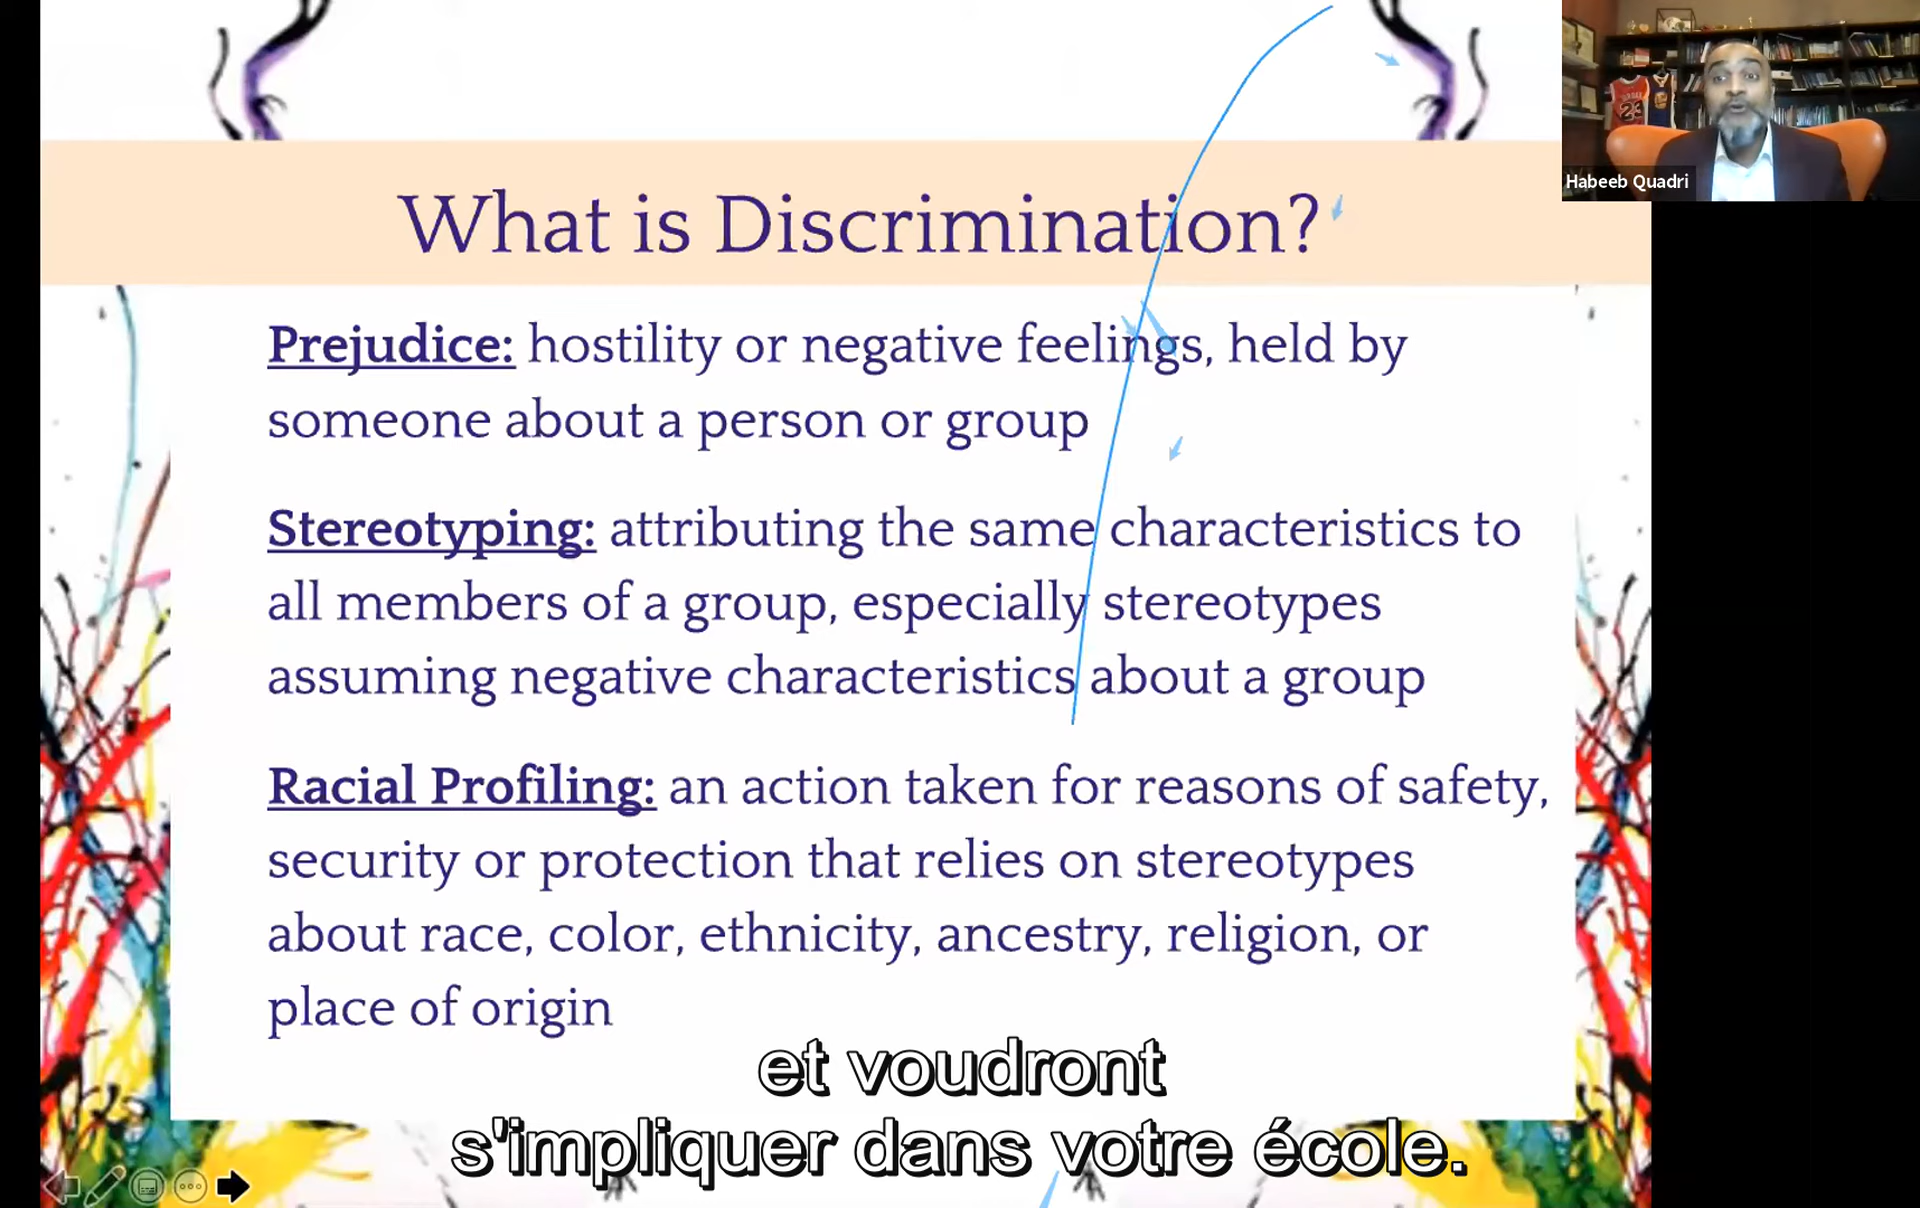 What is Discrimination?
Prejudice: hostility or negative feelings, held by
someone about a person or group
Stereotyping: attributing the same characteristics to
all members of a group, especially stereotypes
assuming negative characteristics about a group
Racial Profiling: an action taken for reasons of safety,
security or protection that relies on stereotypes
about race, color, ethnicity, ancestry, religion, or
place of origin
et voudront
s'impliquer dans votre école.
Habeeb Quadri
23